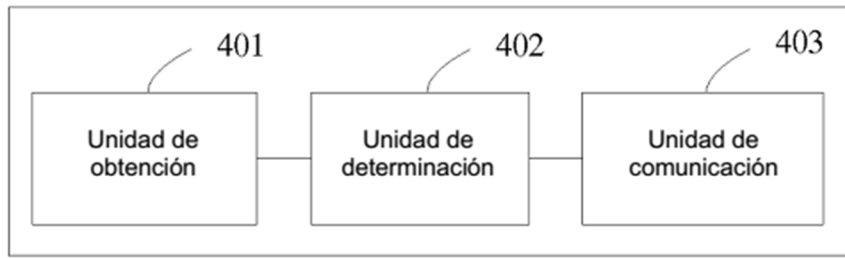 401
402
403
Unidad de
obtención
Unidad de
determinación
Unidad de
comunicación